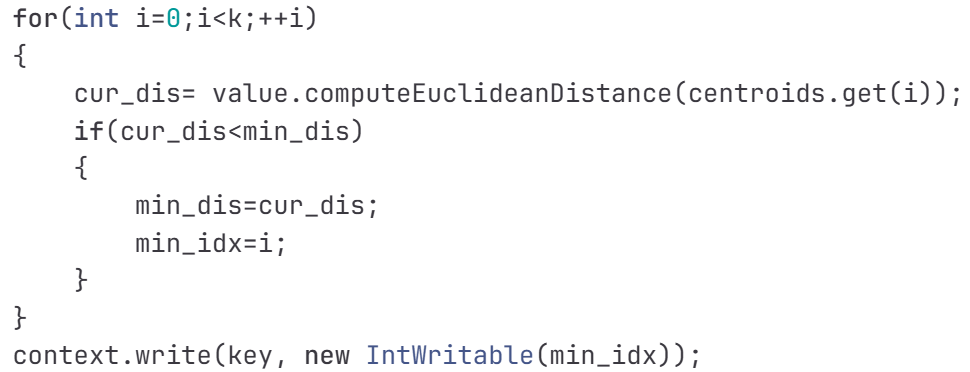 for(int i=0;i<k;++i)
{
    cur_dis= value.computeEuclideanDistance(centroids.get(i));
    if(cur_dis<min_dis)
    {
        min_dis=cur_dis;
        min_idx=i;
    }
}
context.write(key, new IntWritable(min_idx));